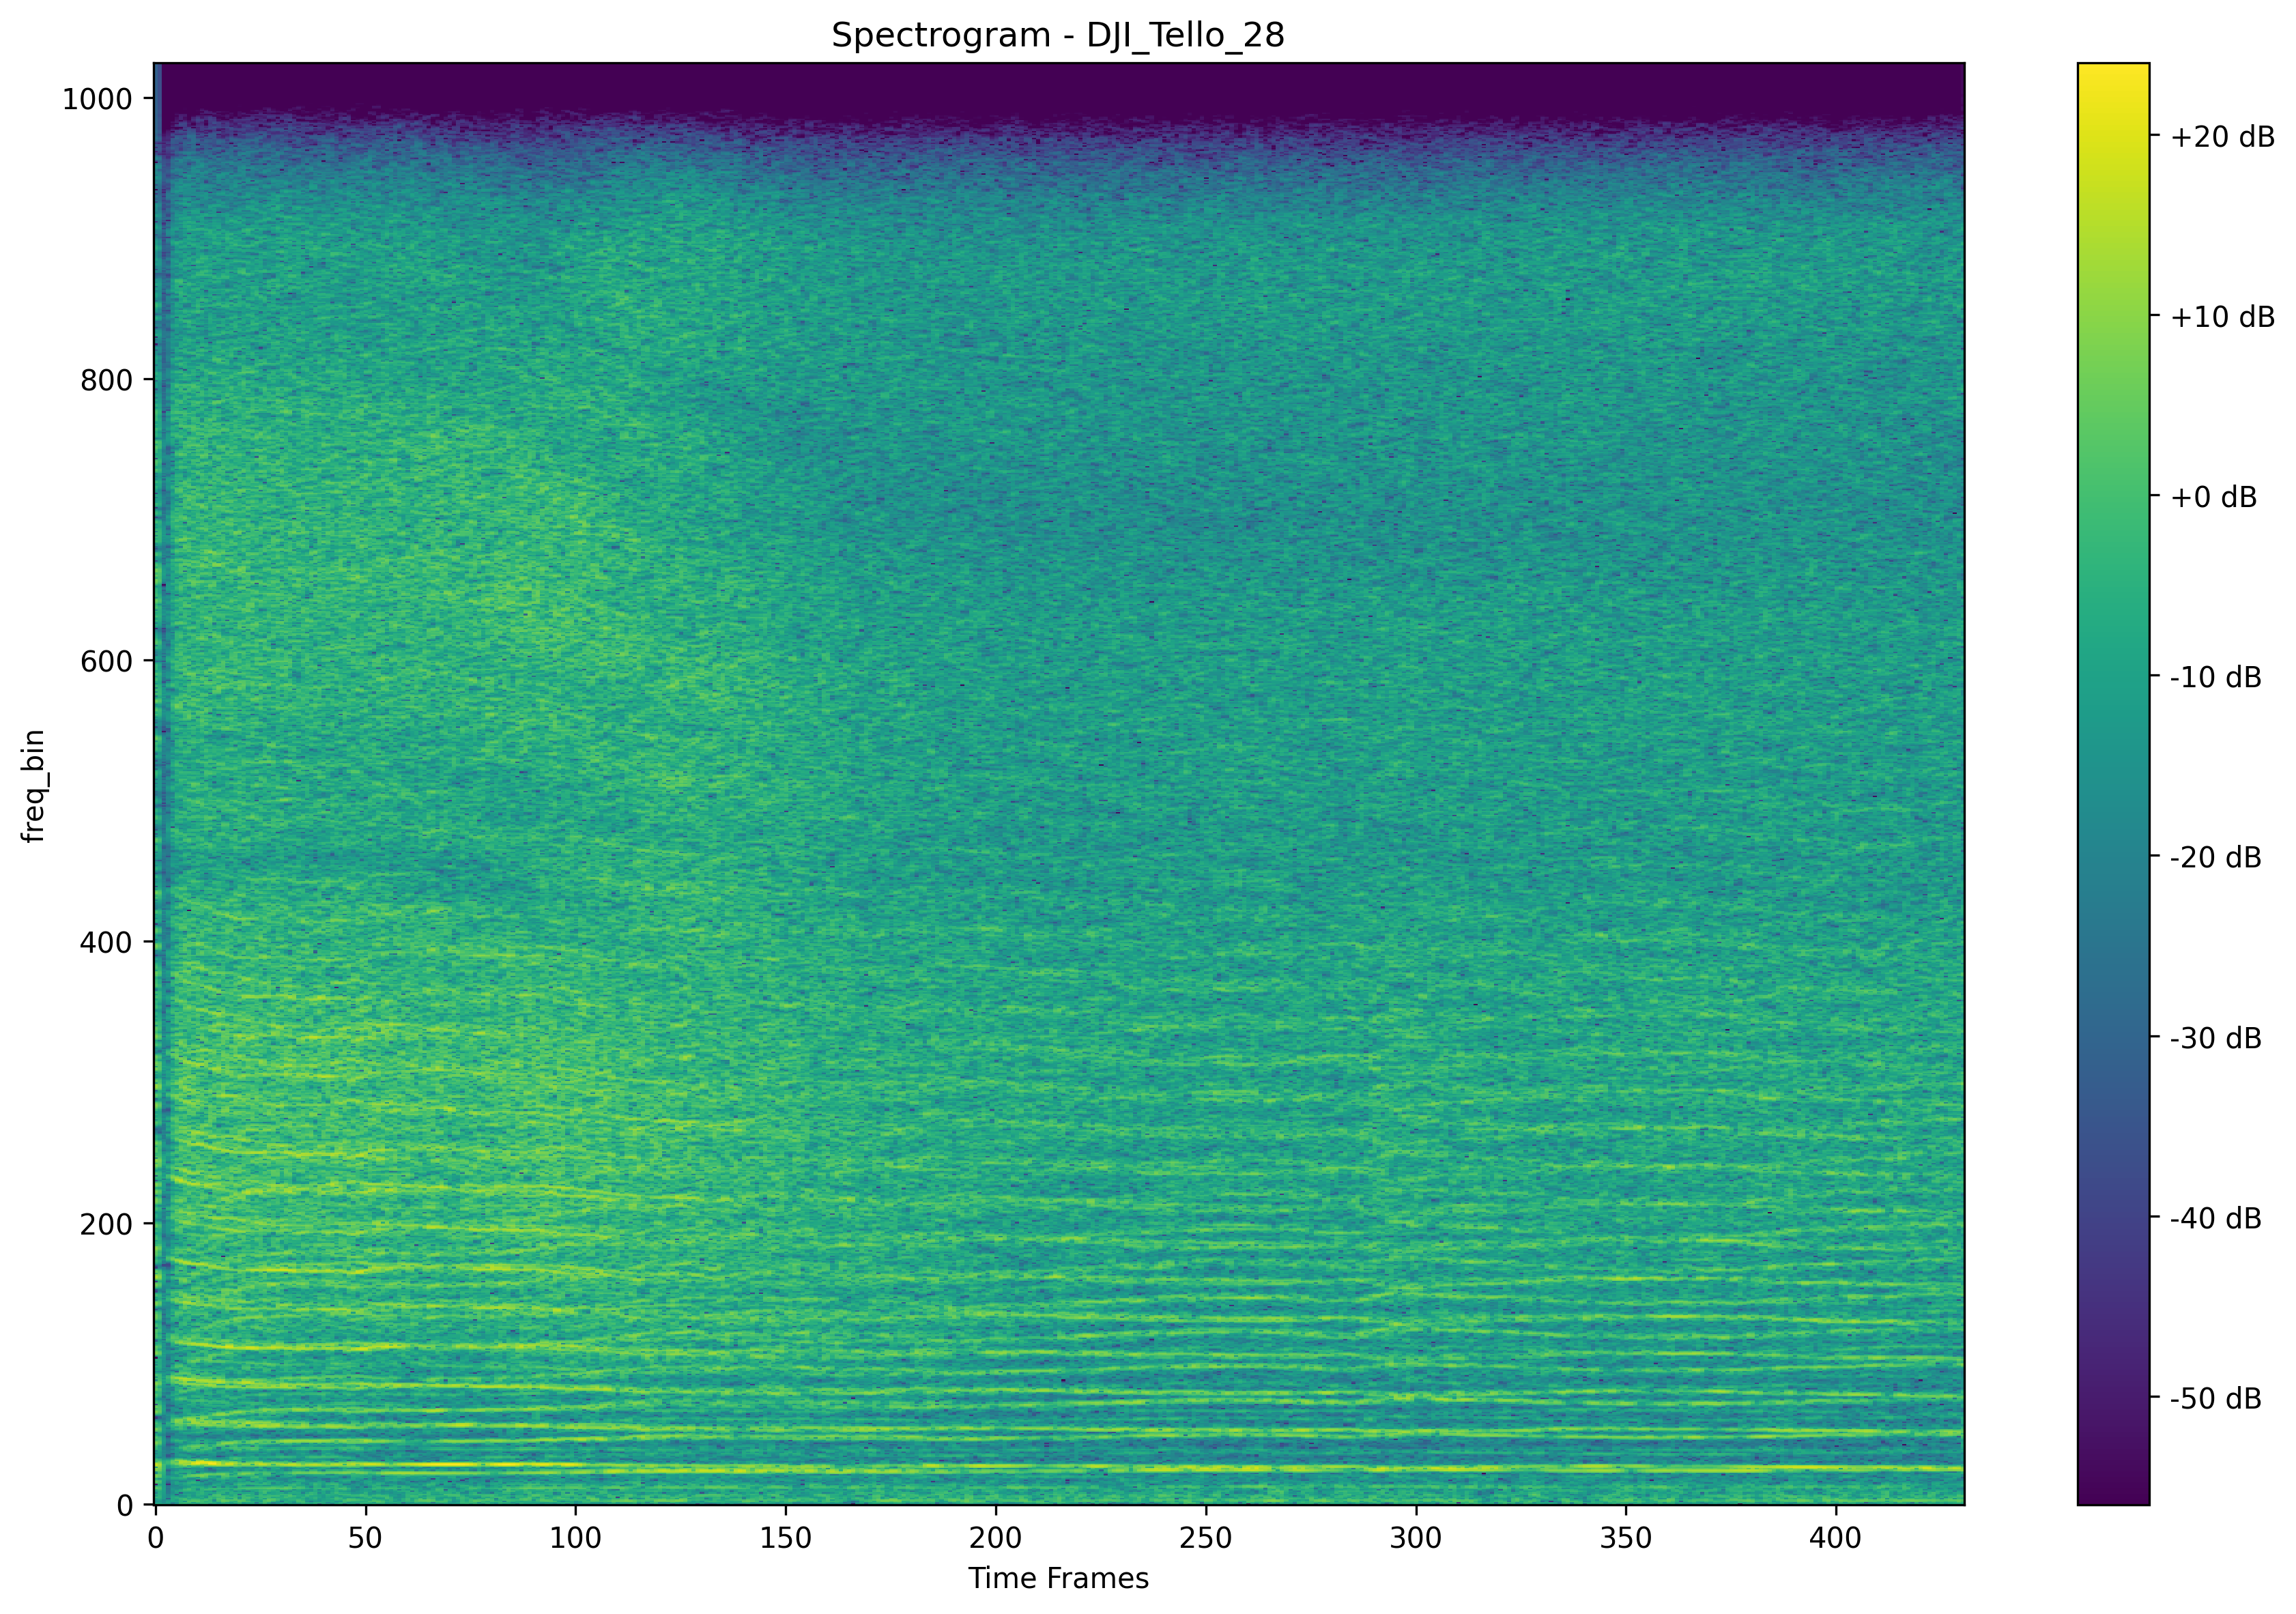 Spectrogram - DJI_Tello_28
freq_bin
1000
800
600
400
200
0
0 50 100 150 200 250 300 350 400
Time Frames
+20 dB
+10 dB
+0 dB
-10 dB
-20 dB
-30 dB
-40 dB
-50 dB